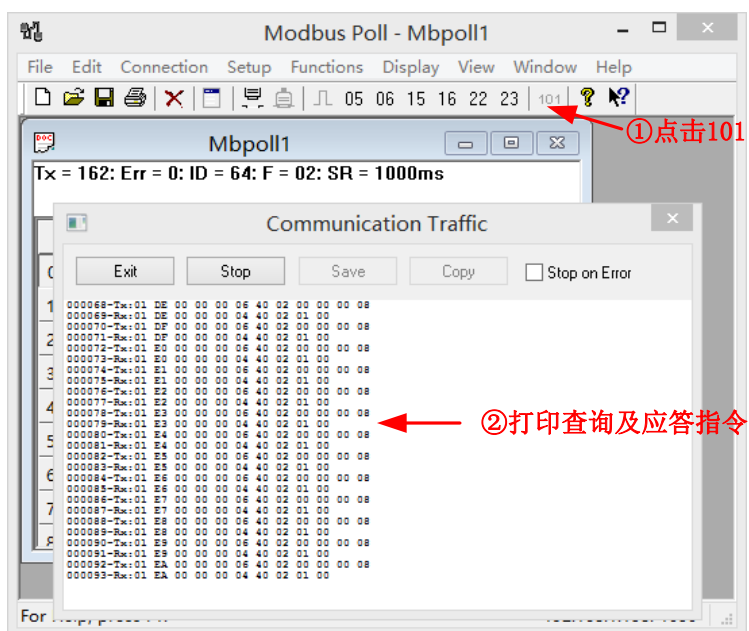 Modbus Poll - Mbpoll1
File Edit Connection Setup Functions Display View Window Help
05 06 15 16 22 23 101
①点击101
Mbpoll1
Tx = 162: Err = 0: ID = 64: F = 02: SR = 1000ms
Communication Traffic
Exit Stop Save Copy Stop on Error
000068-Tx:01 DE 00 00 00 06 40 02 00 00 00 08
000069-Rx:01 DE 00 00 00 04 40 02 01 00
000070-Tx:01 DF 00 00 00 06 40 02 00 00 00 08
000071-Rx:01 DF 00 00 00 04 40 02 01 00
000072-Tx:01 E0 00 00 00 06 40 02 00 00 00 08
000073-Rx:01 E0 00 00 00 04 40 02 01 00
000074-Tx:01 E1 00 00 00 06 40 02 00 00 00 08
000075-Rx:01 E1 00 00 00 04 40 02 01 00
000076-Tx:01 E2 00 00 00 06 40 02 00 00 00 08
000077-Rx:01 E2 00 00 00 04 40 02 01 00
000078-Tx:01 E3 00 00 00 06 40 02 00 00 00 08
000079-Rx:01 E3 00 00 00 04 40 02 01 00
000080-Tx:01 E4 00 00 00 06 40 02 00 00 00 08
000081-Rx:01 E4 00 00 00 04 40 02 01 00
000082-Tx:01 E5 00 00 00 06 40 02 00 00 00 08
000083-Rx:01 E5 00 00 00 04 40 02 01 00
000084-Tx:01 E6 00 00 00 06 40 02 00 00 00 08
000085-Rx:01 E6 00 00 00 04 40 02 01 00
000086-Tx:01 E7 00 00 00 06 40 02 00 00 00 08
000087-Rx:01 E7 00 00 00 04 40 02 01 00
000088-Tx:01 E8 00 00 00 06 40 02 00 00 00 08
000089-Rx:01 E8 00 00 00 04 40 02 01 00
000090-Tx:01 E9 00 00 00 06 40 02 00 00 00 08
000091-Rx:01 E9 00 00 00 04 40 02 01 00
000092-Tx:01 EA 00 00 00 06 40 02 00 00 00 08
000093-Rx:01 EA 00 00 00 04 40 02 01 00
②打印查询及应答指令
0
1
2
3
4
5
6
7
For